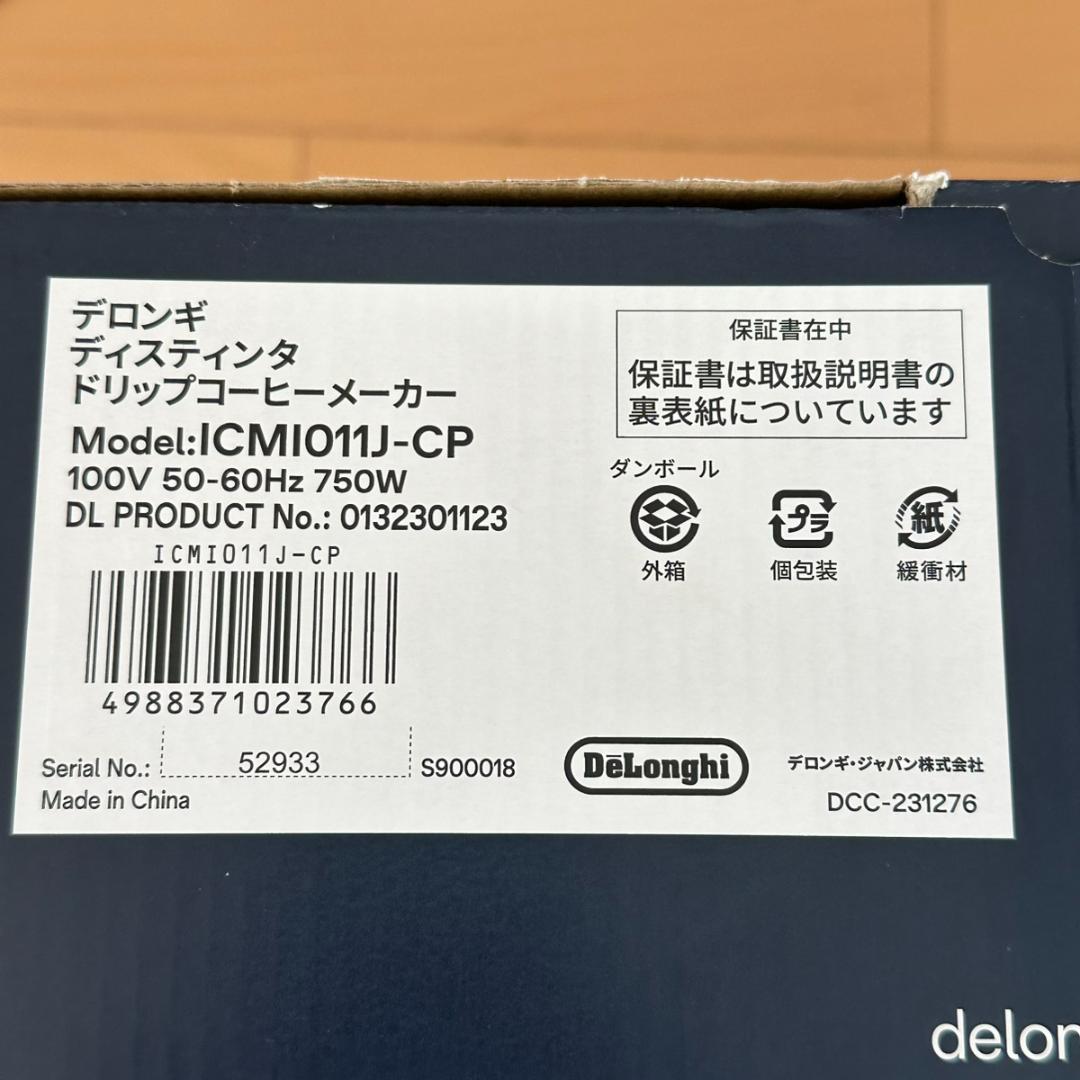 デロンギ
ディスティンタ
ドリップコーヒーメーカー
Model:ICMI011J-CP
100V 50-60Hz 750W
DL PRODUCT No.: 0132301123
ICMI011J-CP
4988371023766
Serial No.: 52933 S900018
Made in China
保証書在中
保証書は取扱説明書の
裏表紙についています
ダンボール
プラ
紙
外箱 個包装 緩衝材
DeLonghi
デロンギ・ジャパン株式会社
DCC-231276
delon